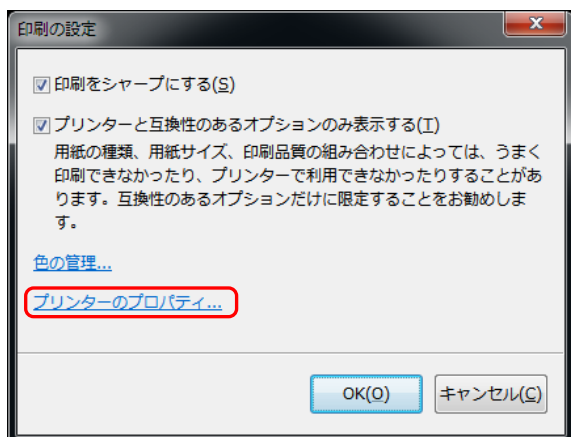 印刷の設定
印刷をシャープにする(S)
プリンターと互換性のあるオプションのみ表示する(T)
用紙の種類、用紙サイズ、印刷品質の組み合わせによっては、うまく
印刷できなかったり、プリンターで利用できなかったりすることがあ
ります。互換性のあるオプションだけに限定することをお勧めしま
す。
色の管理...
プリンターのプロパティ...
OK(O)
キャンセル(C)